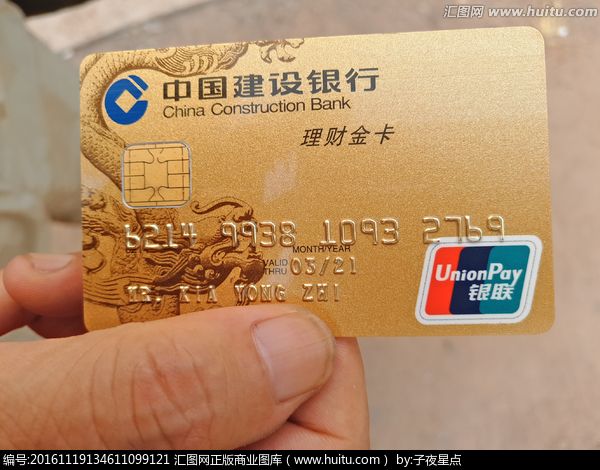 汇图网 www.huitu.com
中国建设银行
China Construction Bank
理财金卡
6214 9938 1093 2769
MONTH/YEAR
VALID THRU 03/21
MR. XIA YONG ZHI
UnionPay
银联
编号:20161119134611099121 汇图网正版商业图库(www.huitu.com) by:子夜星点